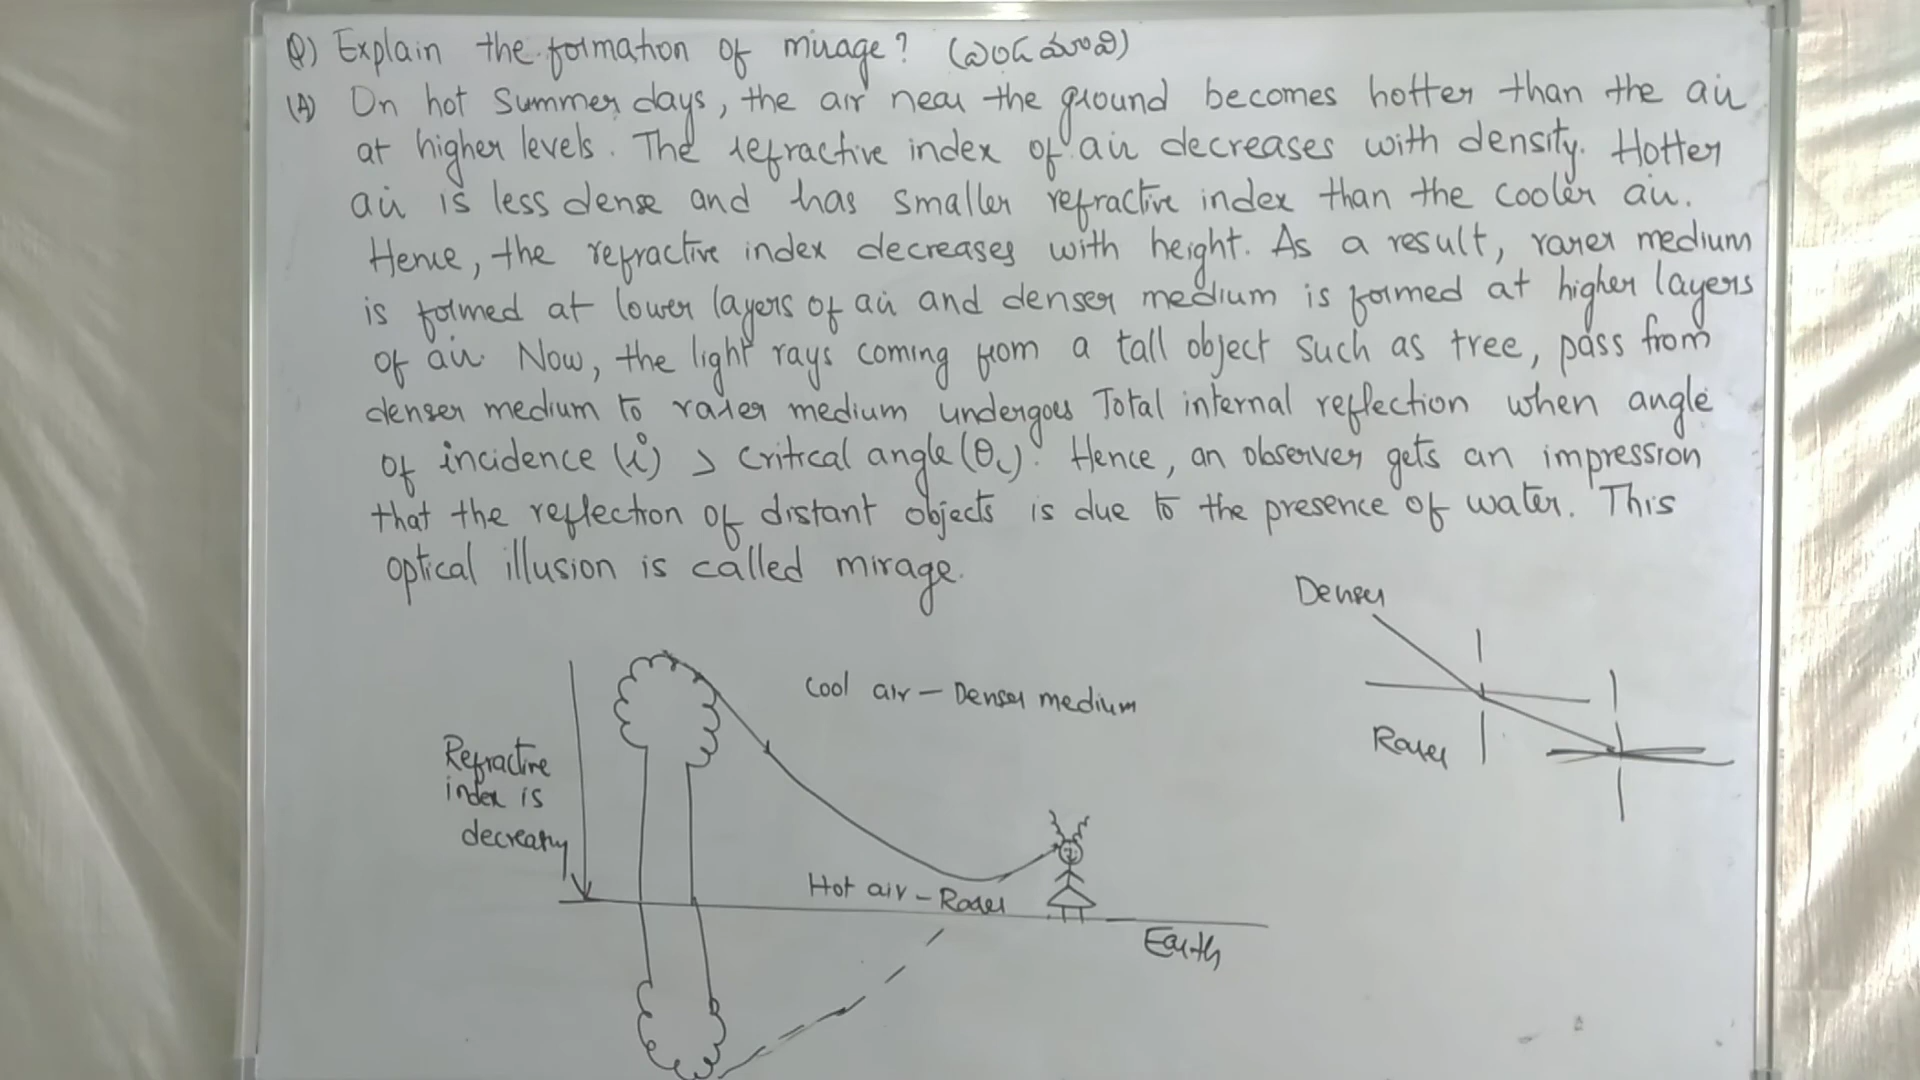 Q) Explain the formation of mirage? (ఎండమావి)
(A) On hot summer days, the air near the ground becomes hotter than the air
at higher levels. The refractive index of air decreases with density. Hotter
air is less dense and has smaller refractive index than the cooler air.
Hence, the refractive index decreases with height. As a result, rarer medium
is formed at lower layers of air and denser medium is formed at higher layers
of air. Now, the light rays coming from a tall object such as tree, pass from
denser medium to rarer medium undergoes Total internal reflection when angle
of incidence (i) > critical angle (θc). Hence, an observer gets an impression
that the reflection of distant objects is due to the presence of water. This
optical illusion is called mirage.
Denser
Cool air – Denser medium
Rarer
Refractive
index is
Hot air – Rarer
Earth